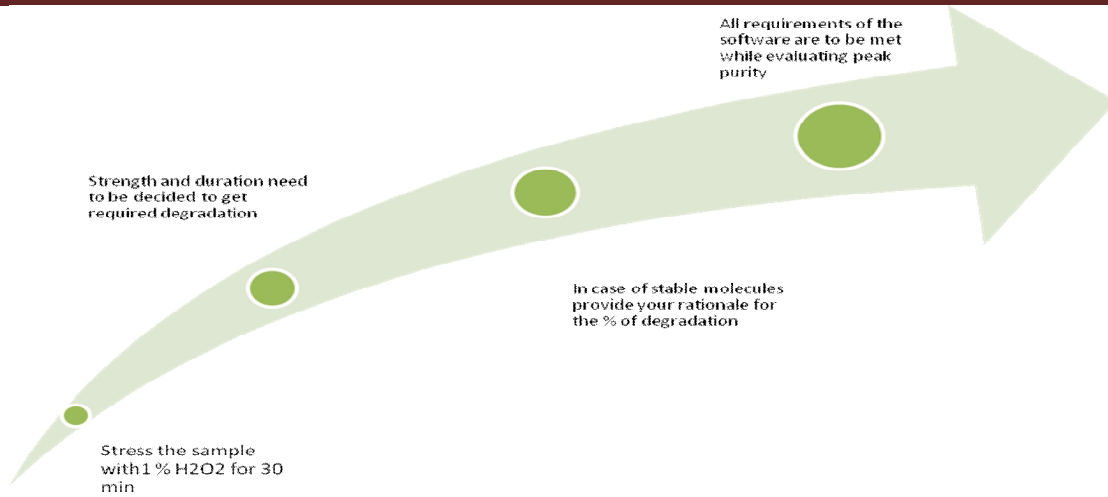 All requirements of the
software are to be met
while evaluating peak
purity
Strength and duration need
to be decided to get
required degradation
In case of stable molecules
provide your rationale for
the % of degradation
Stress the sample
with1 % H2O2 for 30
min